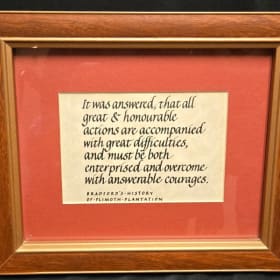 It was answered, that all
great & honourable
actions are accompanied
with great difficulties,
and must be both
enterprised and overcome
with answerable courages.
BRADFORD'S HISTORY
OF PLIMOTH PLANTATION